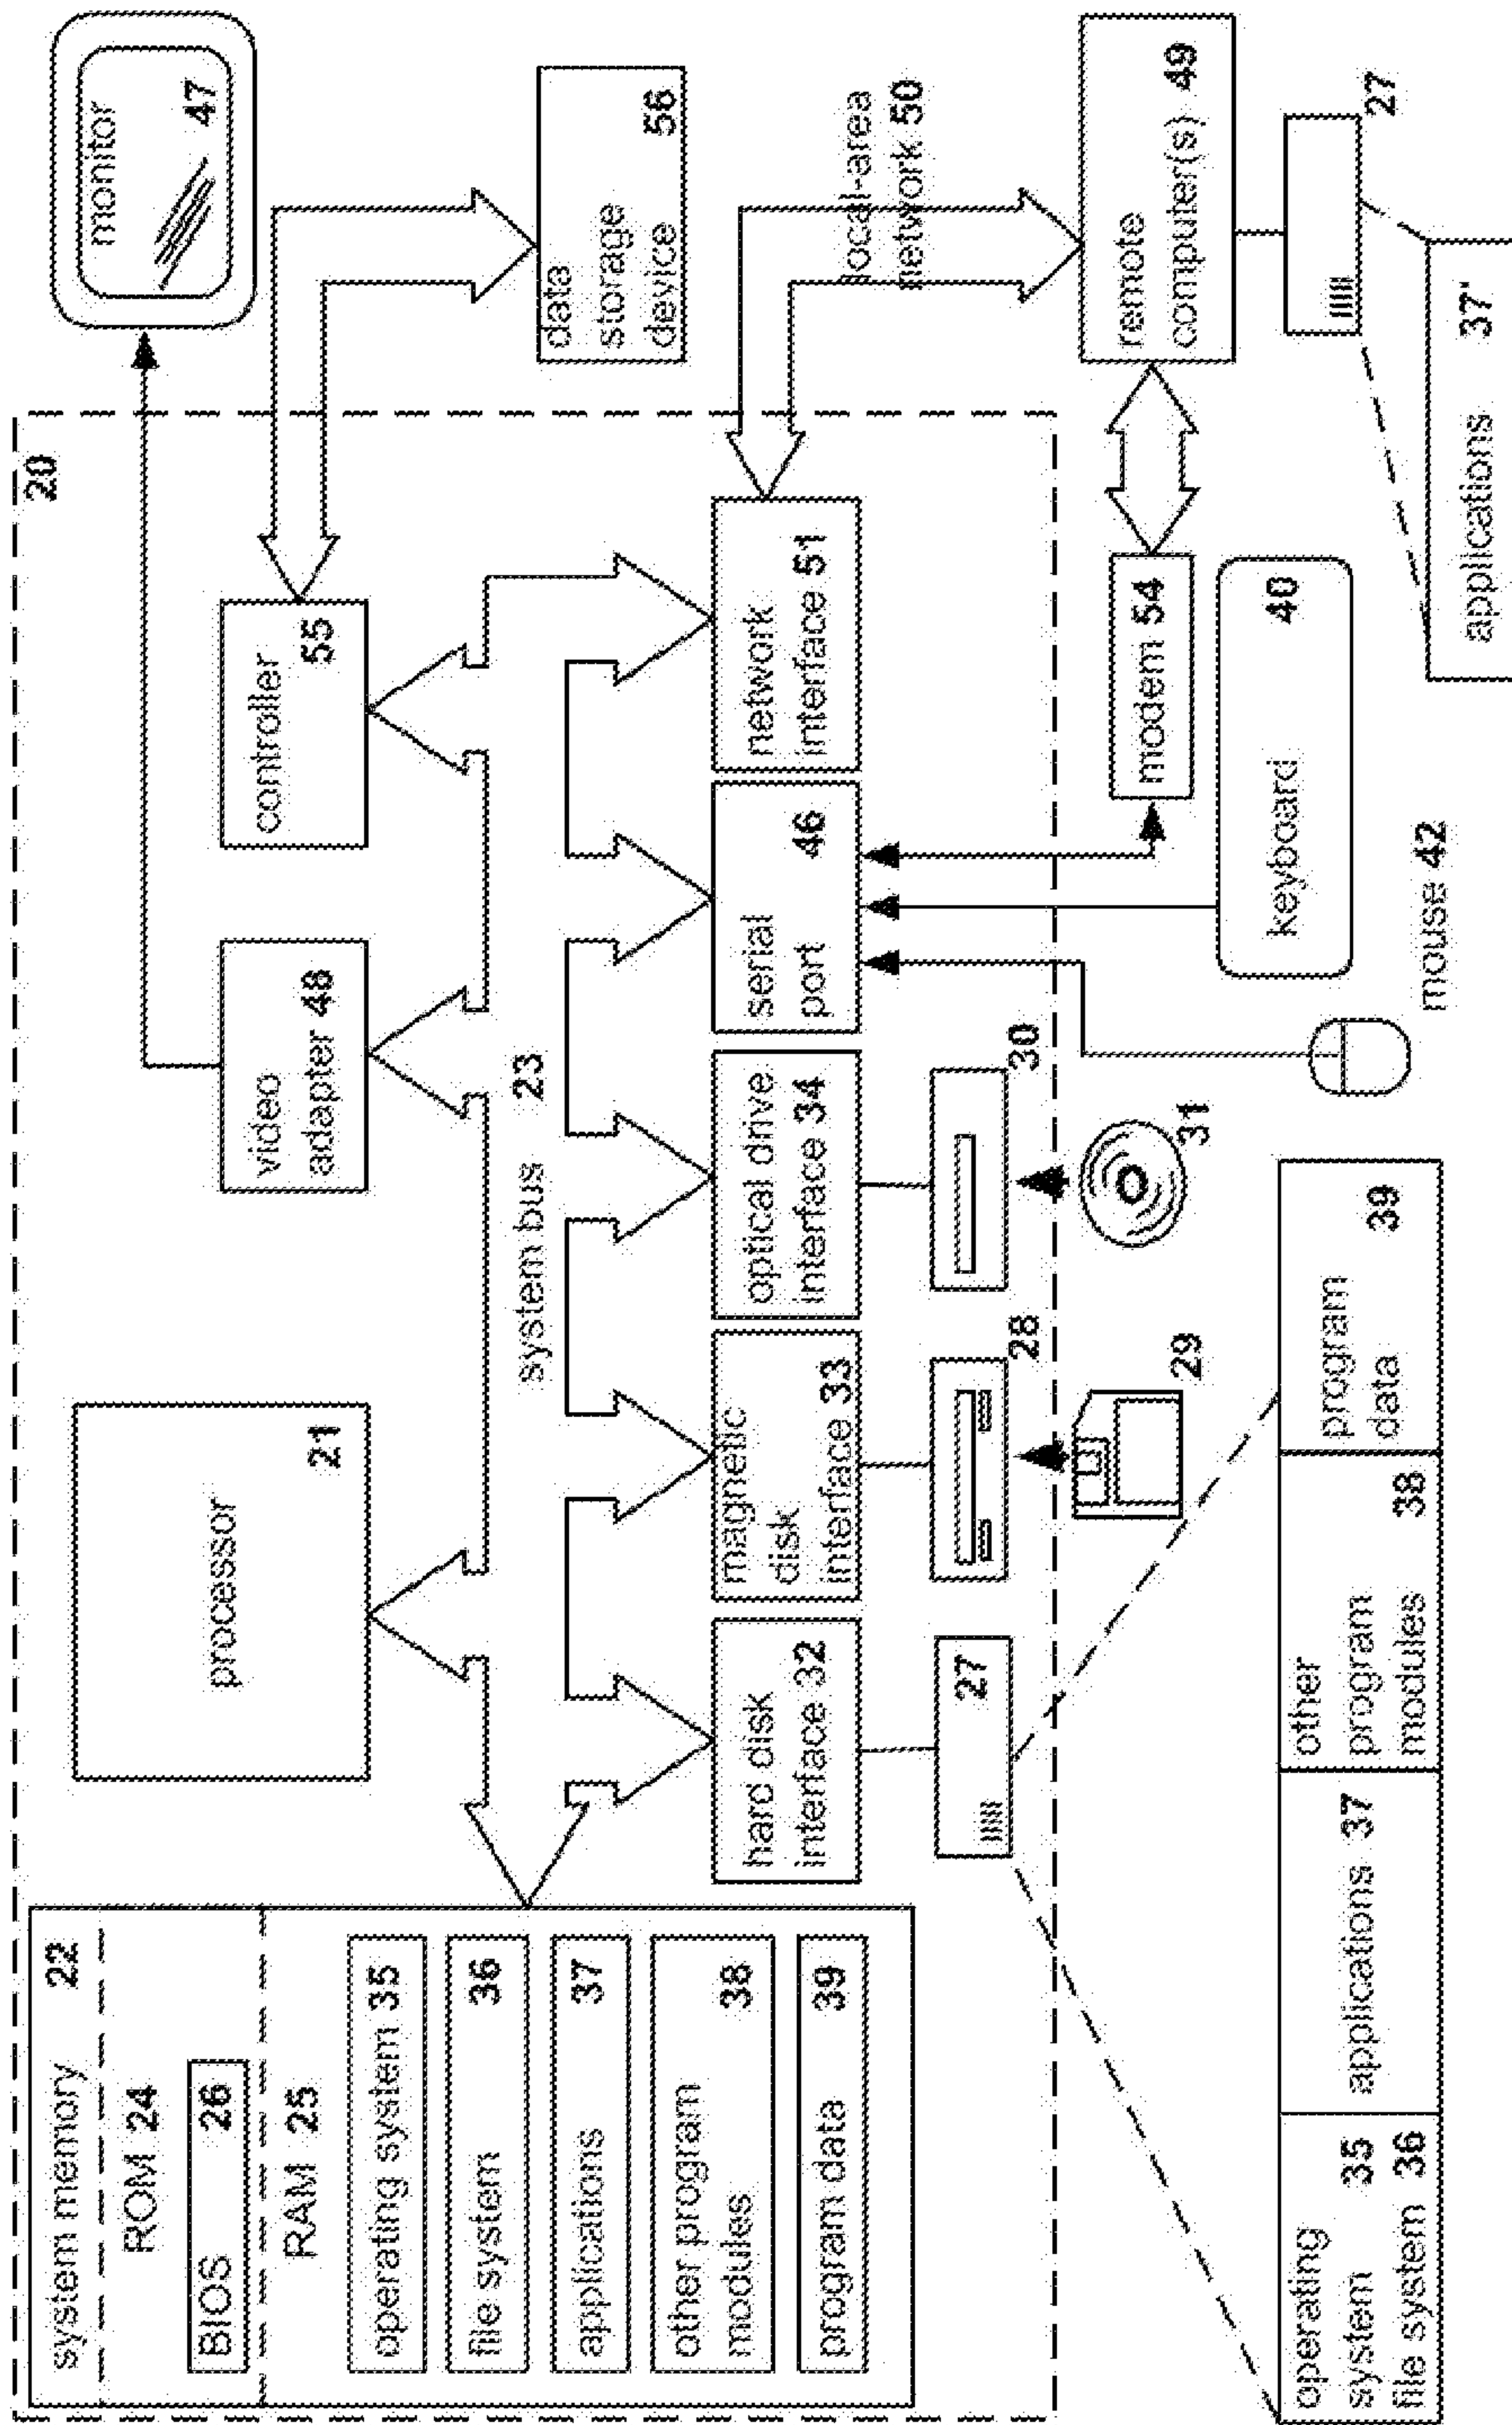 20
system memory 22
ROM 24
BIOS 26
RAM 25
operating system 35
file system 36
applications 37
other program
modules 38
program data 39
processor
21
video
adapter 48
controller
55
monitor
47
system bus 23
data
storage
device 56
hard disk
interface 32
magnetic
disk
interface 33
optical drive
interface 34
serial
port 46
network
interface 51
local-area
network 50
27
28
30
29
31
modem 54
remote
computer(s) 49
keyboard 40
mouse 42
27
operating
system 35
file system 36
applications 37
other
program
modules 38
program
data 39
applications 37'